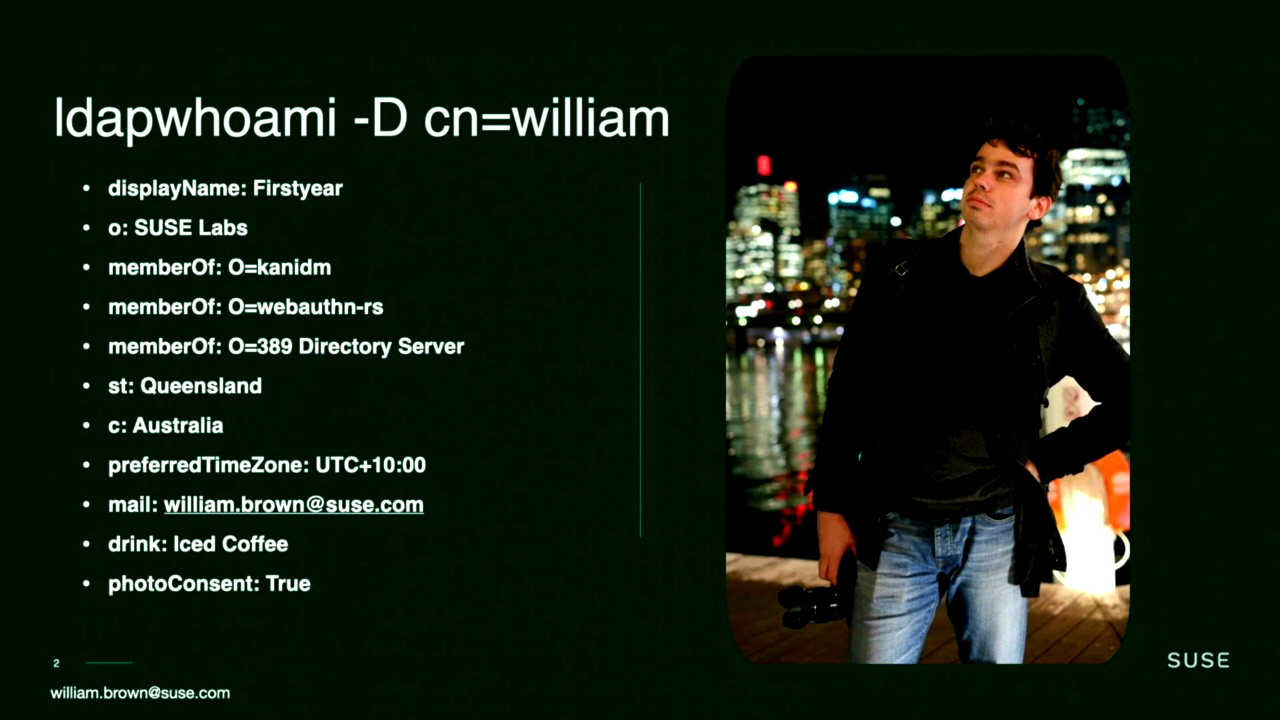 ldapwhoami -D cn=william
• displayName: Firstyear
• o: SUSE Labs
• memberOf: O=kanidm
• memberOf: O=webauthn-rs
• memberOf: O=389 Directory Server
• st: Queensland
• c: Australia
• preferredTimeZone: UTC+10:00
• mail: william.brown@suse.com
• drink: Iced Coffee
• photoConsent: True
2
william.brown@suse.com
SUSE